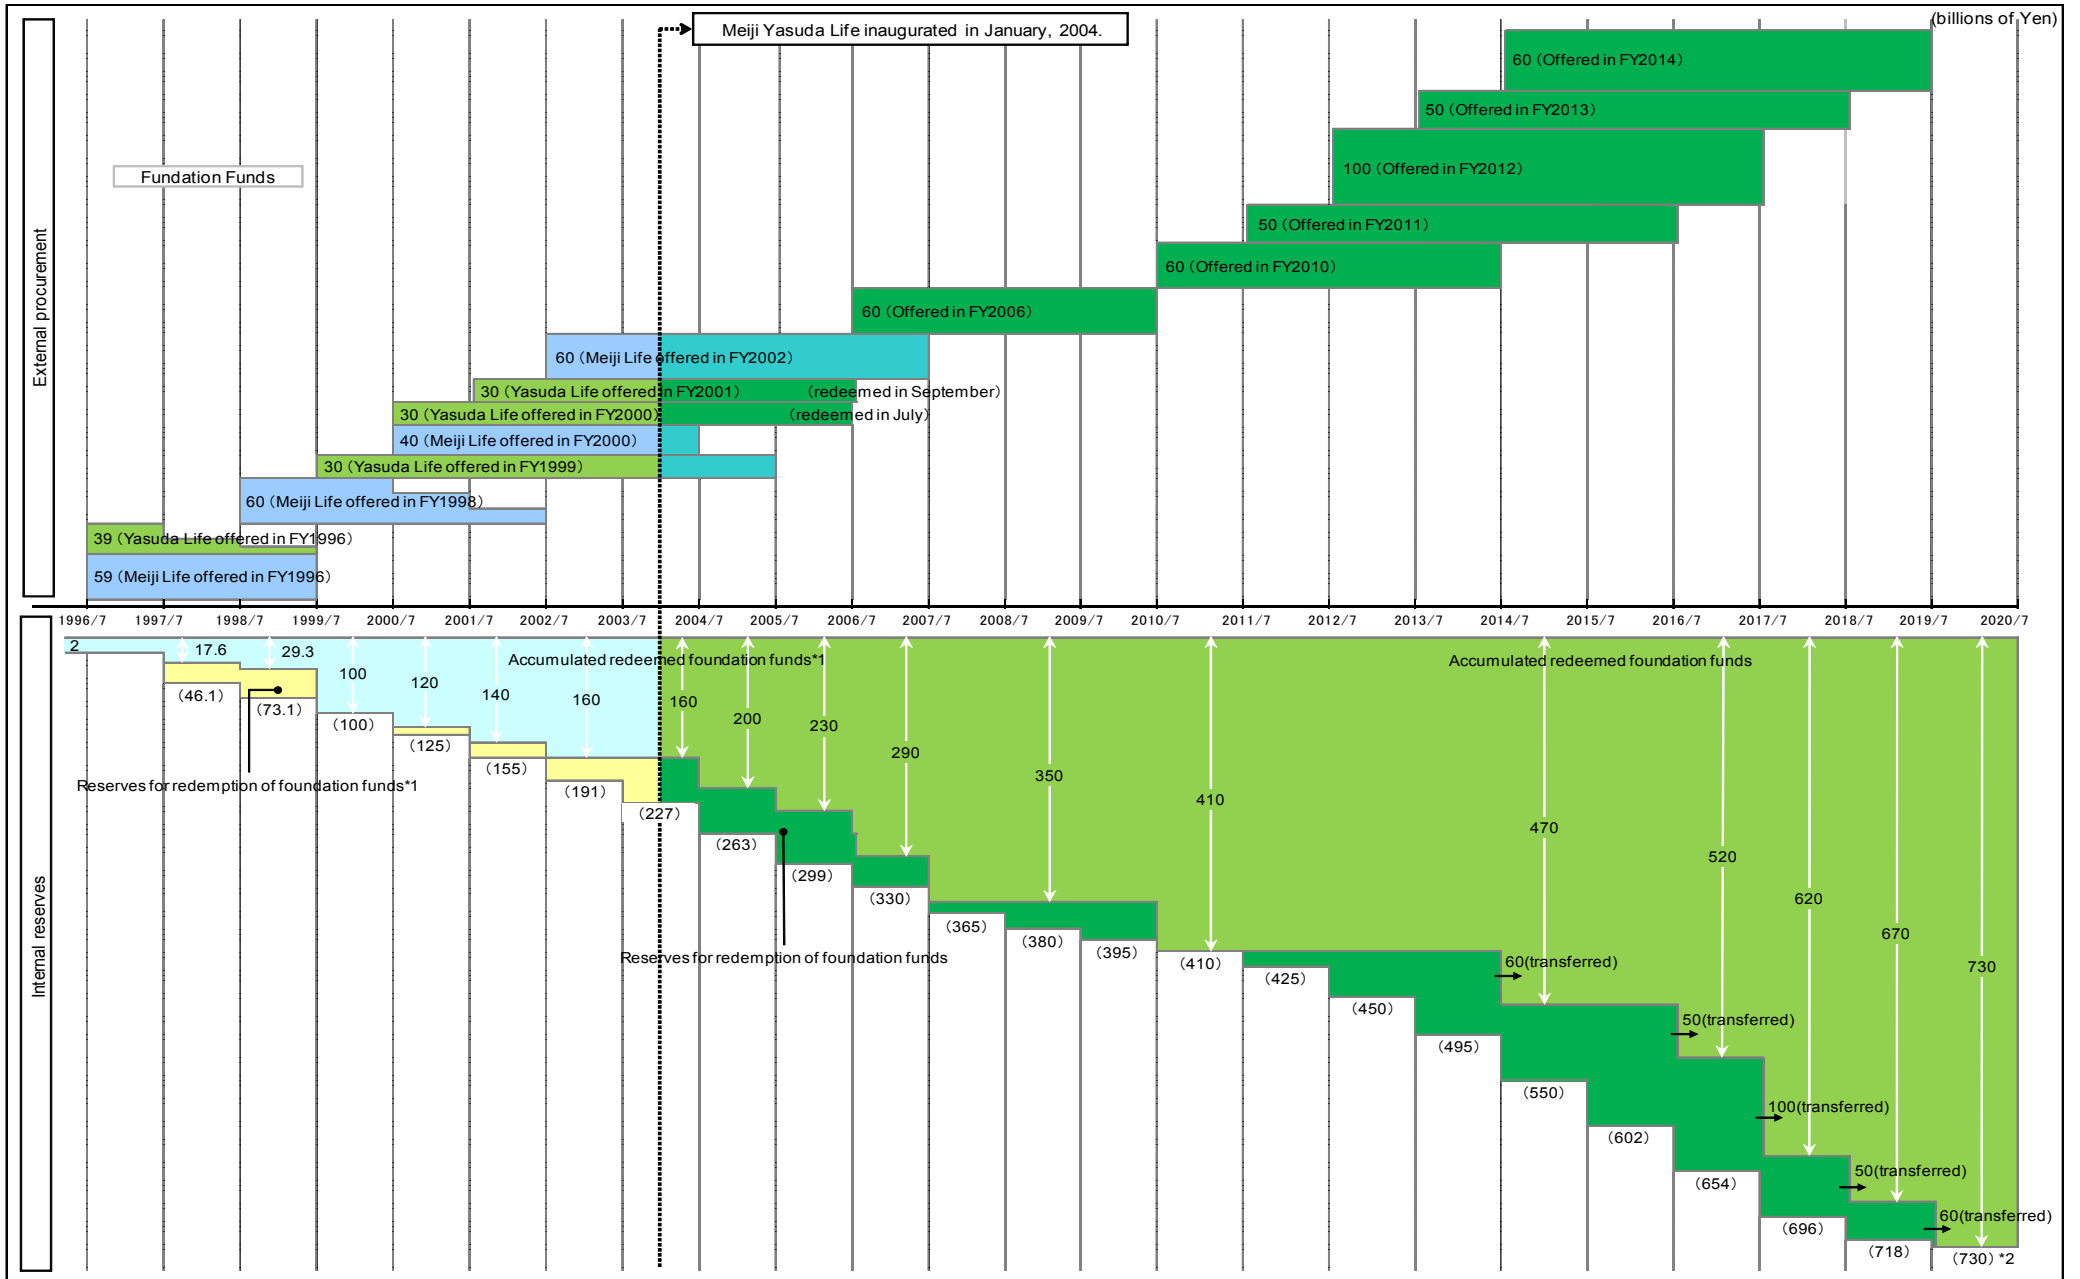 (billions of Yen)
Meiji Yasuda Life inaugurated in January, 2004.
60（Offered in FY2014）
50（Offered in FY2013）
100（Offered in FY2012）
Fundation Funds
50（Offered in FY2011）
60（Offered in FY2010）
60（Offered in FY2006）
External procurement
60（Meiji Life offered in FY2002）
30（Yasuda Life offered in FY2001） （redeemed in September）
30（Yasuda Life offered in FY2000） （redeemed in July）
40（Meiji Life offered in FY2000）
30（Yasuda Life offered in FY1999）
60（Meiji Life offered in FY1998）
39（Yasuda Life offered in FY1996）
59（Meiji Life offered in FY1996）
1996/7 1997/7 1998/7 1999/7 2000/7 2001/7 2002/7 2003/7 2004/7 2005/7 2006/7 2007/7 2008/7 2009/7 2010/7 2011/7 2012/7 2013/7 2014/7 2015/7 2016/7 2017/7 2018/7 2019/7 2020/7
2 17.6 29.3 100 120 140 160 160 200 230 290 350 410 470 520 620 670 730
Accumulated redeemed foundation funds*1
Accumulated redeemed foundation funds
（46.1）
（73.1）
（100）
（125）
（155）
（191）
（227）
（263）
（299）
（330）
（365）
（380）
（395）
（410）
（425）
（450）
（495）
（550）
（602）
（654）
（696）
（718）
（730）*2
Reserves for redemption of foundation funds*1
Reserves for redemption of foundation funds
60(transferred)
50(transferred)
100(transferred)
50(transferred)
60(transferred)
Internal reserves